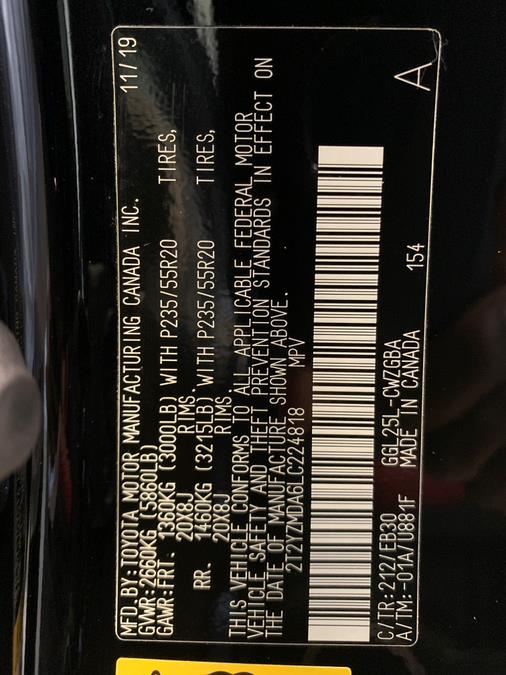 MFD.BY:TOYOTA MOTOR MANUFACTURING CANADA INC. 11/19
GVWR:2660KG (5860LB)
GAWR:FRT. 1360KG (3000LB) WITH P235/55R20 TIRES,
20X8J RIMS.
RR. 1460KG (3215LB) WITH P235/55R20 TIRES,
20X8J RIMS.
THIS VEHICLE CONFORMS TO ALL APPLICABLE FEDERAL MOTOR
VEHICLE SAFETY AND THEFT PREVENTION STANDARDS IN EFFECT ON
THE DATE OF MANUFACTURE SHOWN ABOVE.
2T2YZMDA6LC224818 MPV
C/TR:212/EB30 GGL25L-CWZGBA
A/TM:-01A/U881F MADE IN CANADA 154 A